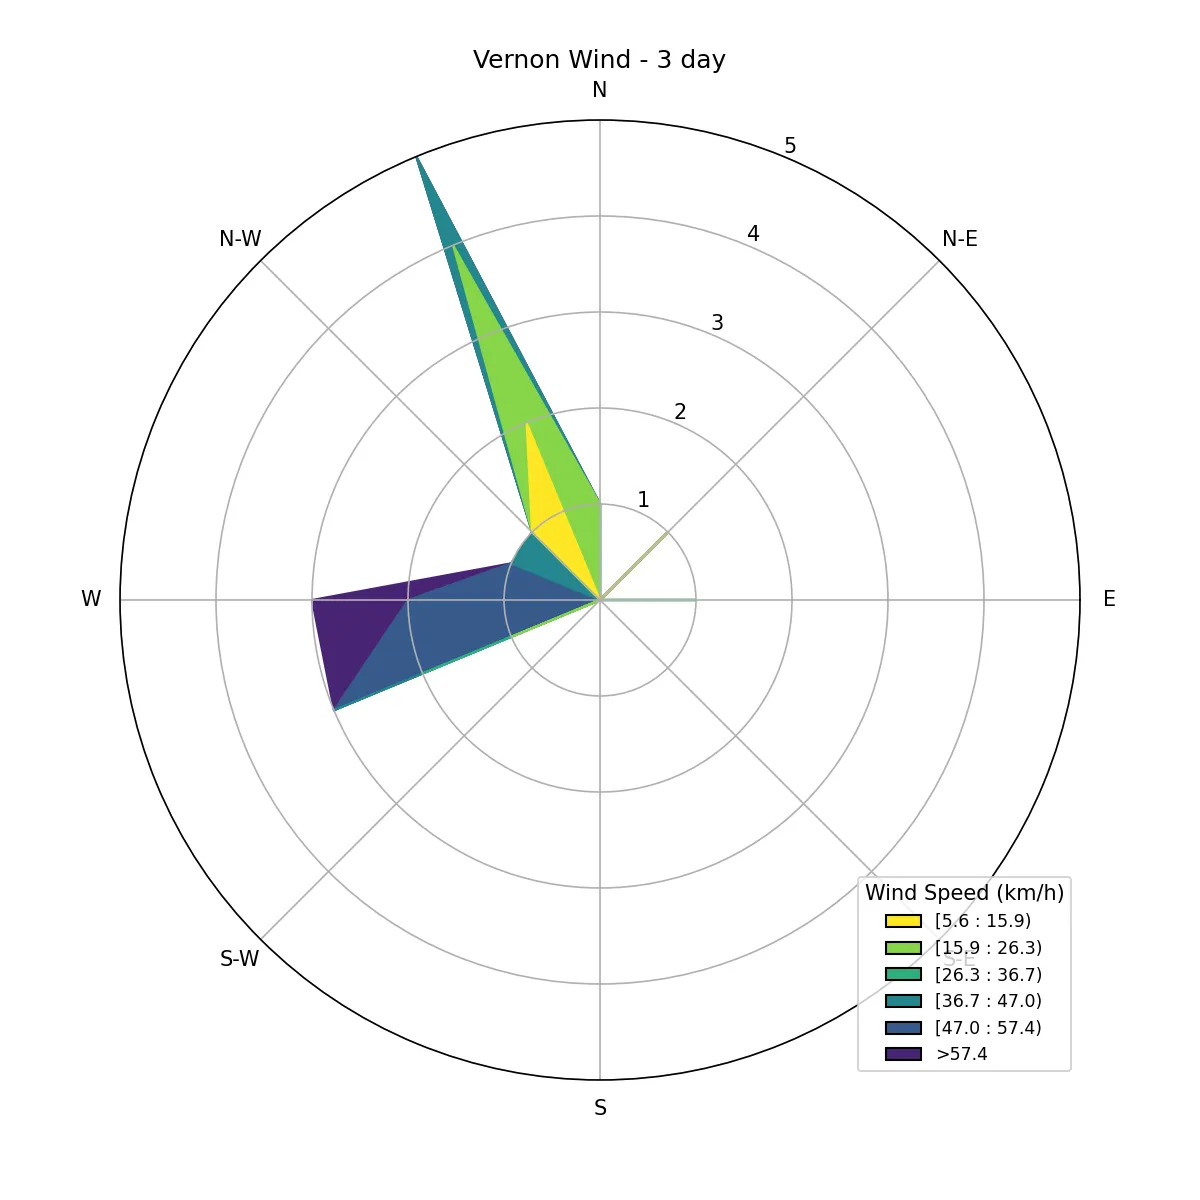 Vernon Wind - 3 day
N
5
N-W
4
N-E
3
2
1
W
E
Wind Speed (km/h)
[5.6 : 15.9)
[15.9 : 26.3)
S-W
S-E
[26.3 : 36.7)
[36.7 : 47.0)
[47.0 : 57.4)
>57.4
S